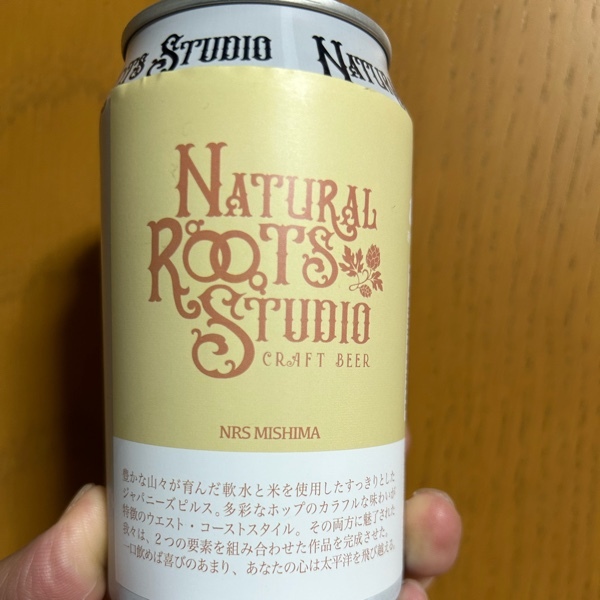 STUDIO NATUR
NATURAL
ROOTS
STUDIO
CRAFT BEER
NRS MISHIMA
豊かな山々が育んだ軟水と米を使用したすっきりとした
ジャパニーズピルス。多彩なホップのカラフルな味わいが
特徴のウエスト・コーストスタイル。その両方に魅了された
我々は、2つの要素を組み合わせた作品を完成させた。
一口飲めば喜びのあまり、あなたの心は太平洋を飛び越える。